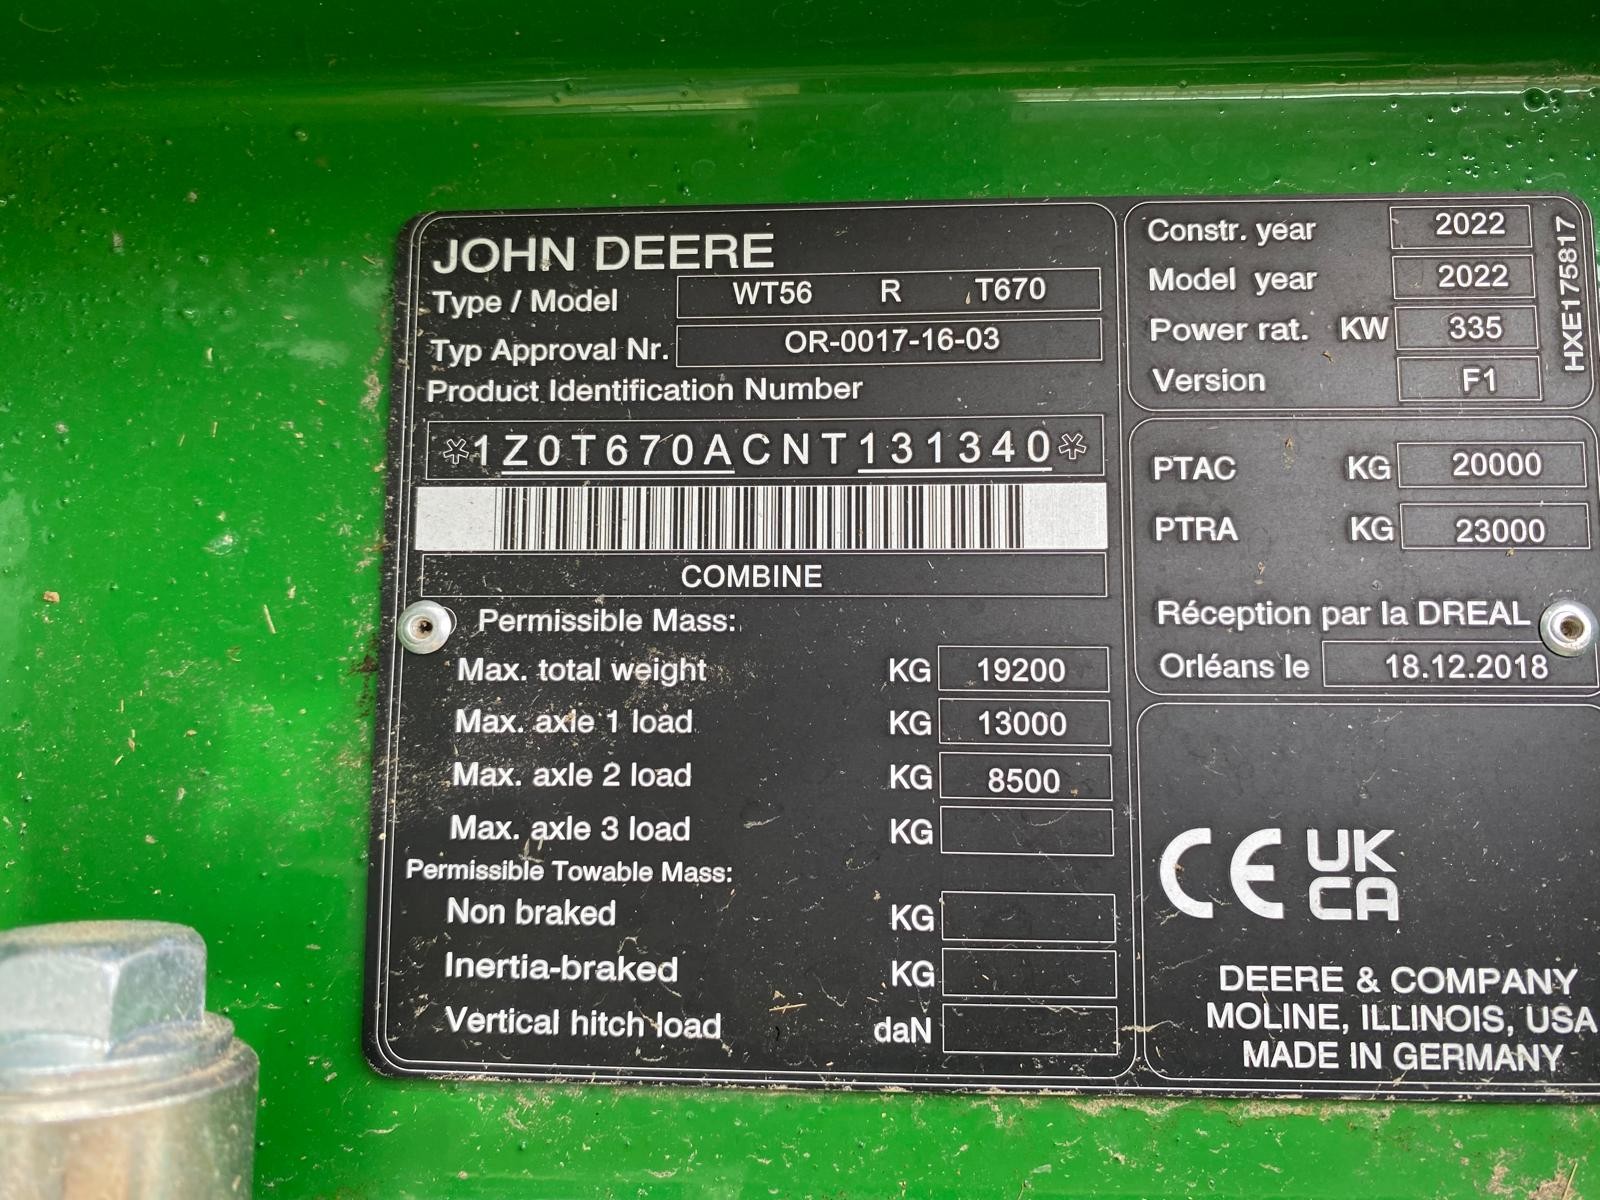 JOHN DEERE
Type / Model WT56 R T670
Typ Approval Nr. OR-0017-16-03
Product Identification Number
*1Z0T670ACNT131340*
COMBINE
Permissible Mass:
Max. total weight KG 19200
Max. axle 1 load KG 13000
Max. axle 2 load KG 8500
Max. axle 3 load KG
Permissible Towable Mass:
Non braked KG
Inertia-braked KG
Vertical hitch load daN
Constr. year 2022
Model year 2022
Power rat. KW 335
Version F1
HXE175817
PTAC KG 20000
PTRA KG 23000
Réception par la DREAL
Orléans le 18.12.2018
CE UK
CA
DEERE & COMPANY
MOLINE, ILLINOIS, USA
MADE IN GERMANY